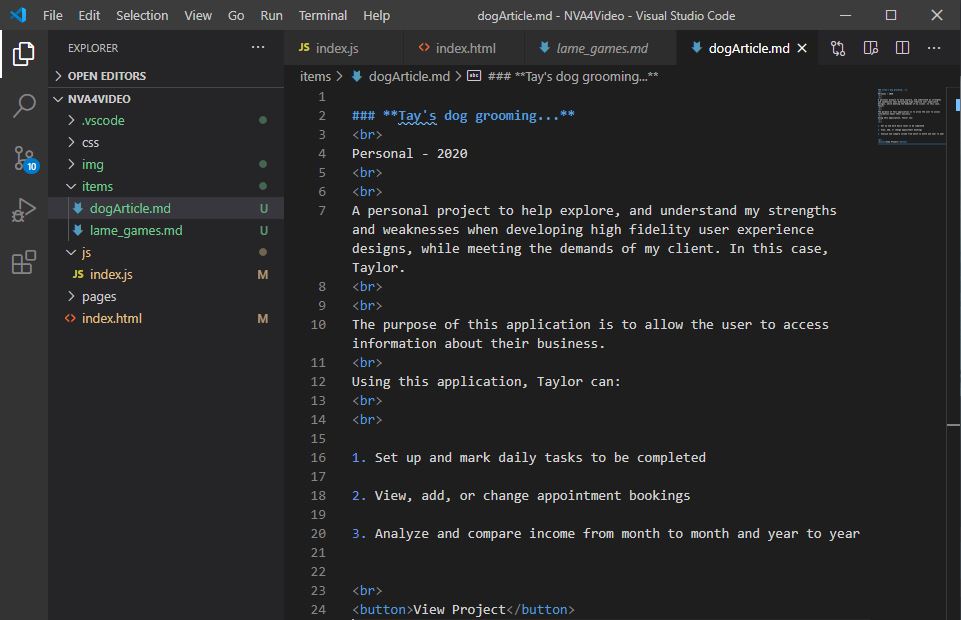 File Edit Selection View Go Run Terminal Help dogArticle.md - NVA4Video - Visual Studio Code
EXPLORER
OPEN EDITORS
NVA4VIDEO
.vscode
css
img
items
dogArticle.md U
lame_games.md U
js
JS index.js M
pages
<> index.html M
10
JS index.js <> index.html lame_games.md dogArticle.md
items > dogArticle.md > abc ### **Tay's dog grooming...**
1
2 ### **Tay's dog grooming...**
3 <br>
4 Personal - 2020
5 <br>
6 <br>
7 A personal project to help explore, and understand my strengths
and weaknesses when developing high fidelity user experience
designs, while meeting the demands of my client. In this case,
Taylor.
8 <br>
9 <br>
10 The purpose of this application is to allow the user to access
information about their business.
11 <br>
12 Using this application, Taylor can:
13 <br>
14 <br>
15
16 1. Set up and mark daily tasks to be completed
17
18 2. View, add, or change appointment bookings
19
20 3. Analyze and compare income from month to month and year to year
21
22
23 <br>
24 <button>View Project</button>